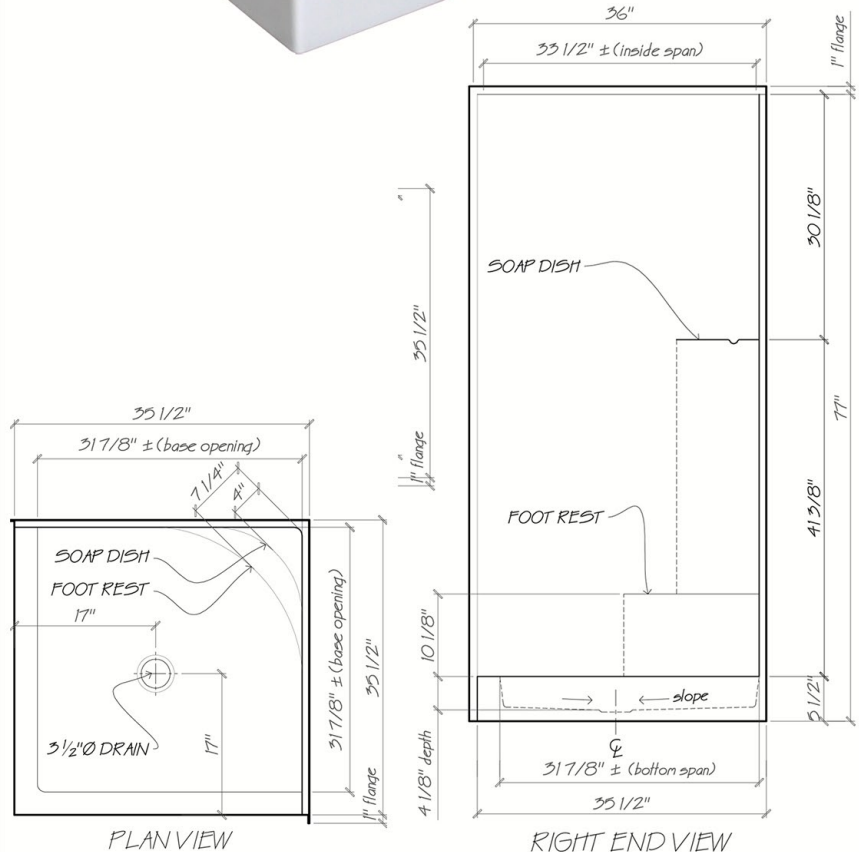 36"
33 1/2" ± (inside span)
1" flange
30 1/8"
SOAP DISH
35 1/2"
1" flange
77"
41 3/8"
FOOT REST
10 1/8"
slope
5 1/2"
4 1/8" depth
℄
31 7/8" ± (bottom span)
35 1/2"
RIGHT END VIEW
35 1/2"
31 7/8" ± (base opening)
7 1/4"
4"
SOAP DISH
FOOT REST
17"
31 7/8" ± (base opening)
35 1/2"
3 ½"Ø DRAIN
17"
1" flange
PLAN VIEW